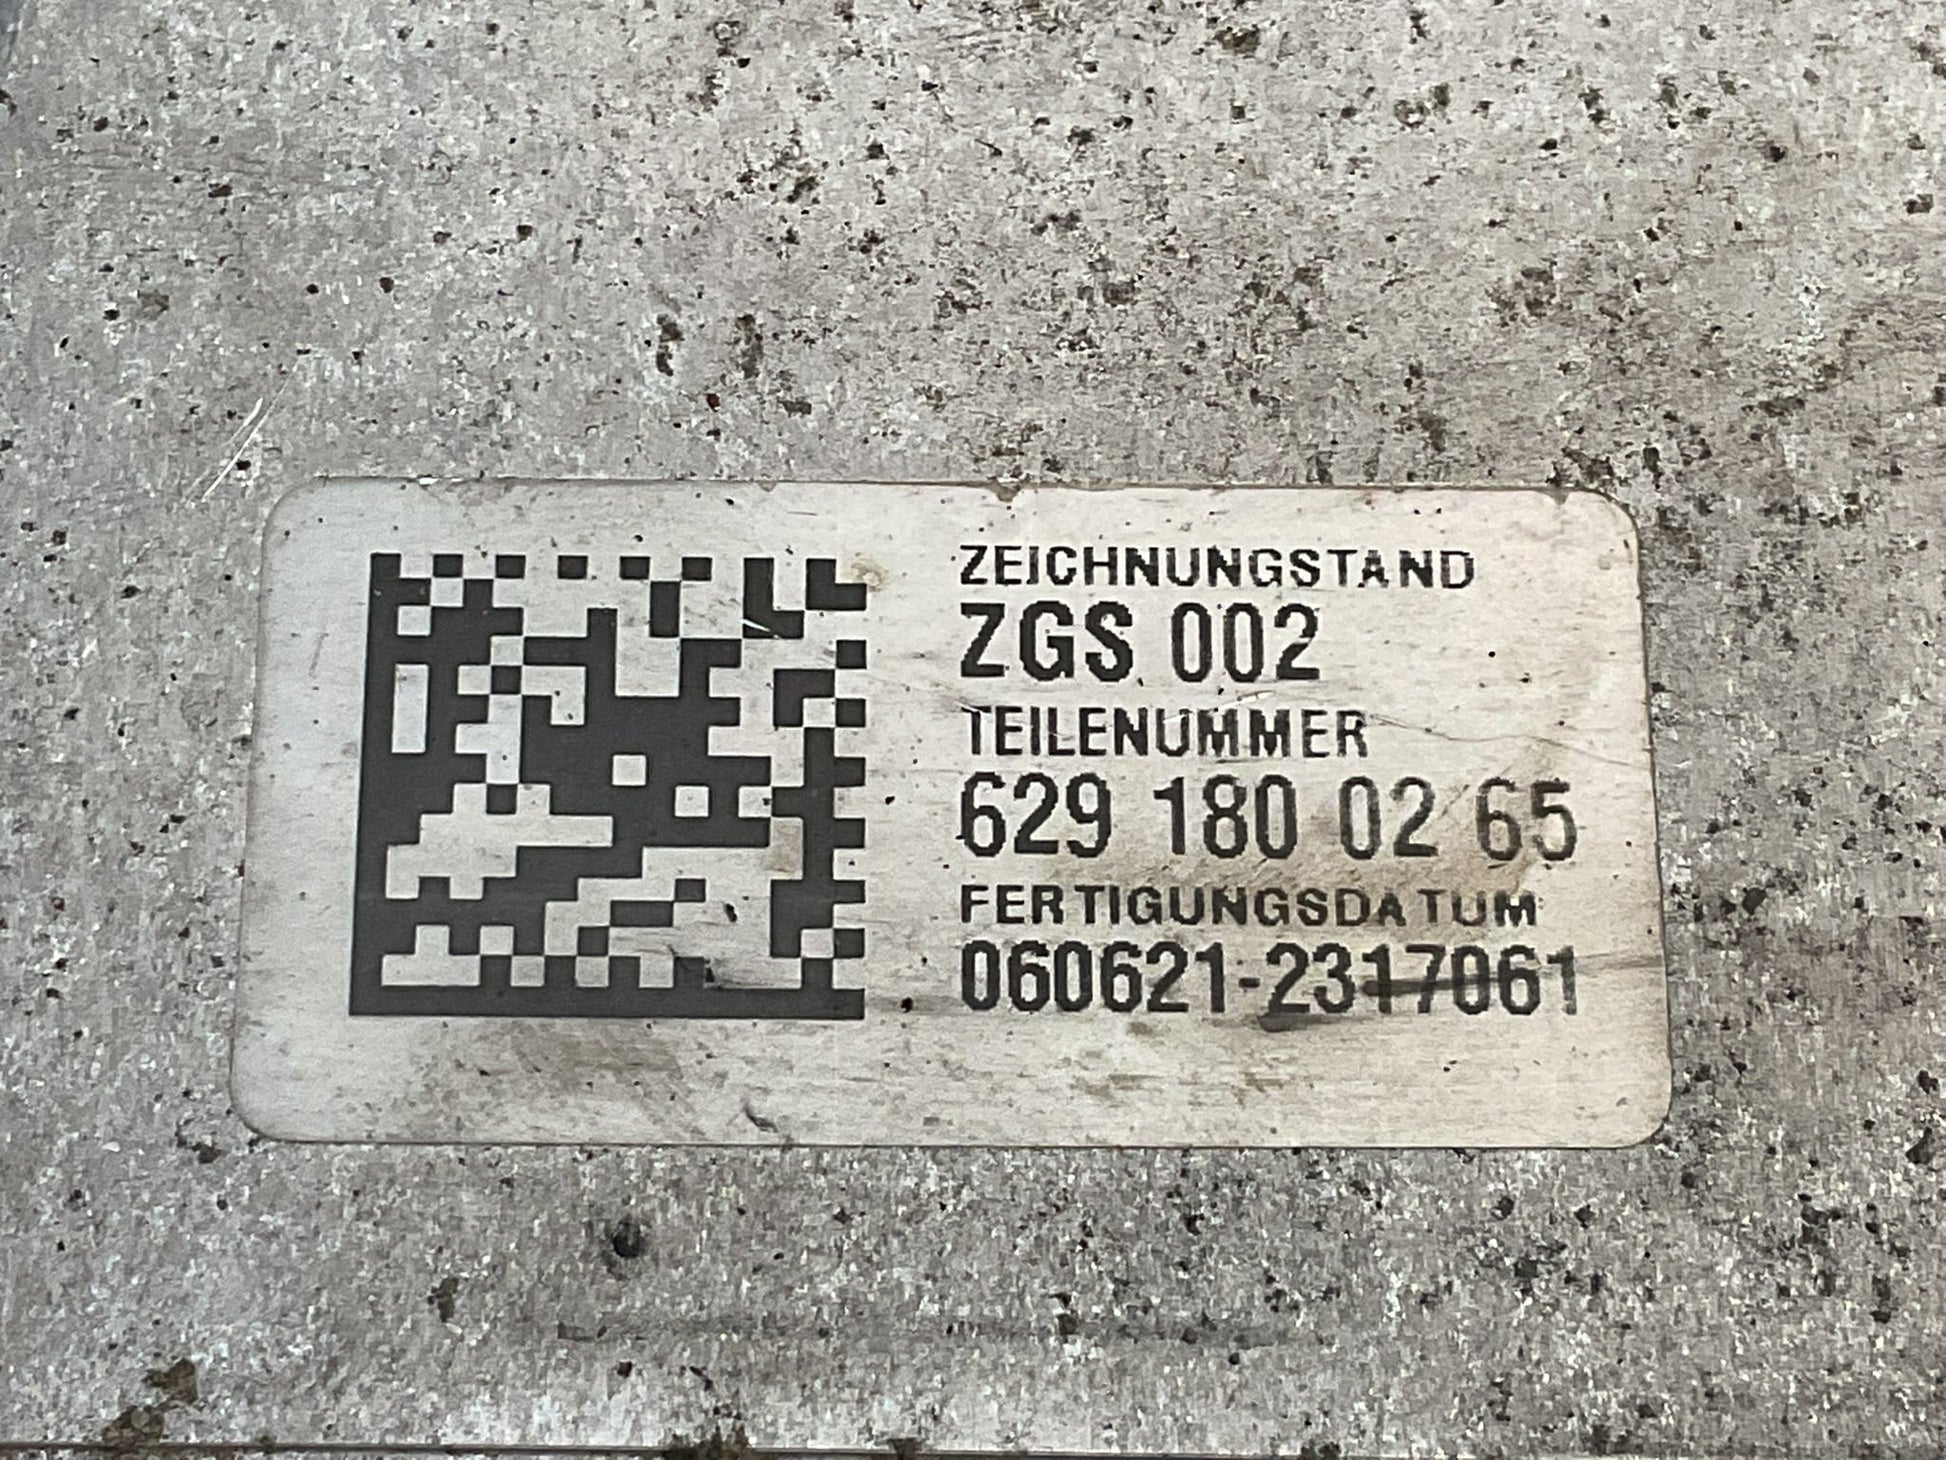 ZEICHNUNGSTAND
ZGS 002
TEILENUMMER
629 180 02 65
FERTIGUNGSDATUM
060621-2317061